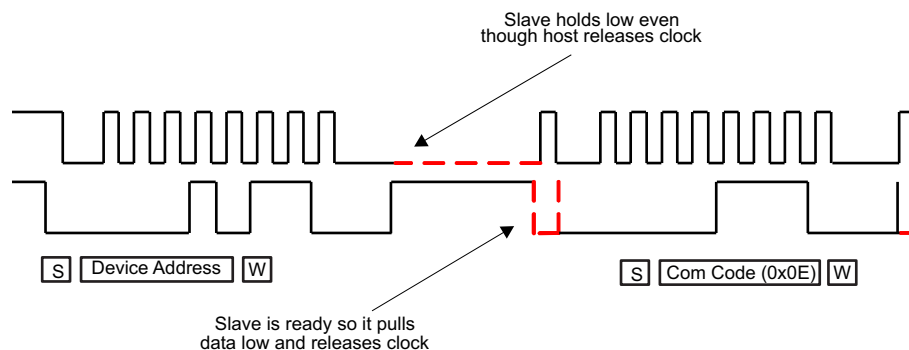 Slave holds low even
though host releases clock
S Device Address W
S Com Code (0x0E) W
Slave is ready so it pulls
data low and releases clock